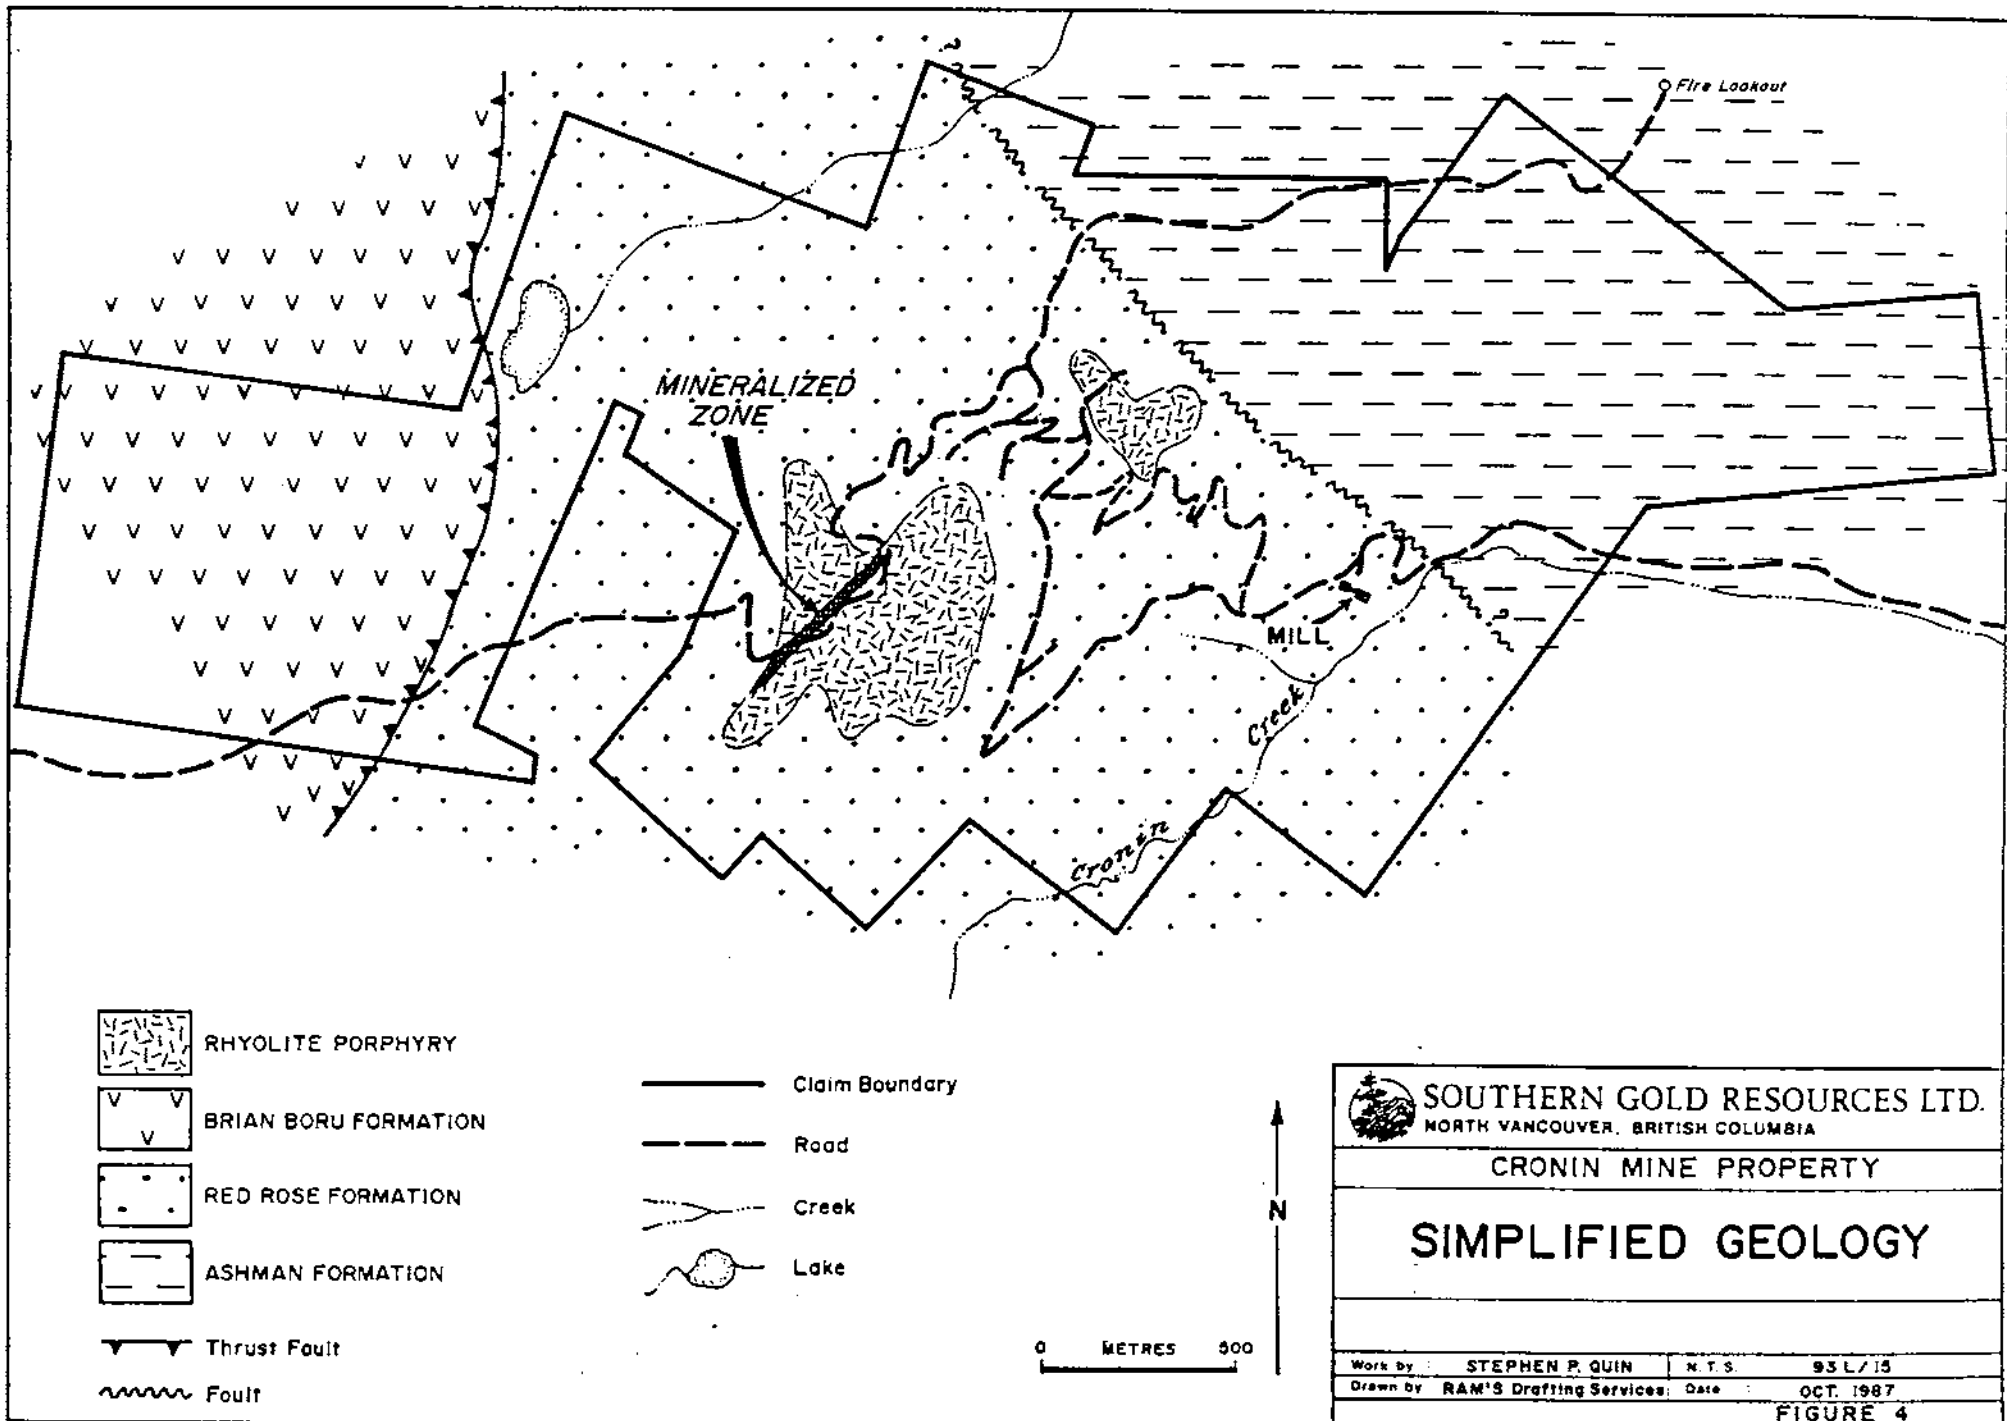 Fire Lookout
MINERALIZED
ZONE
MILL
Creek
Cronin
RHYOLITE PORPHYRY
BRIAN BORU FORMATION
RED ROSE FORMATION
ASHMAN FORMATION
Thrust Fault
Fault
Claim Boundary
Road
Creek
Lake
0 METRES 500
N
SOUTHERN GOLD RESOURCES LTD.
NORTH VANCOUVER, BRITISH COLUMBIA
CRONIN MINE PROPERTY
SIMPLIFIED GEOLOGY
Work by : STEPHEN P. QUIN N.T.S. 93 L/15
Drawn by RAM'S Drafting Services: Date : OCT. 1987
FIGURE 4